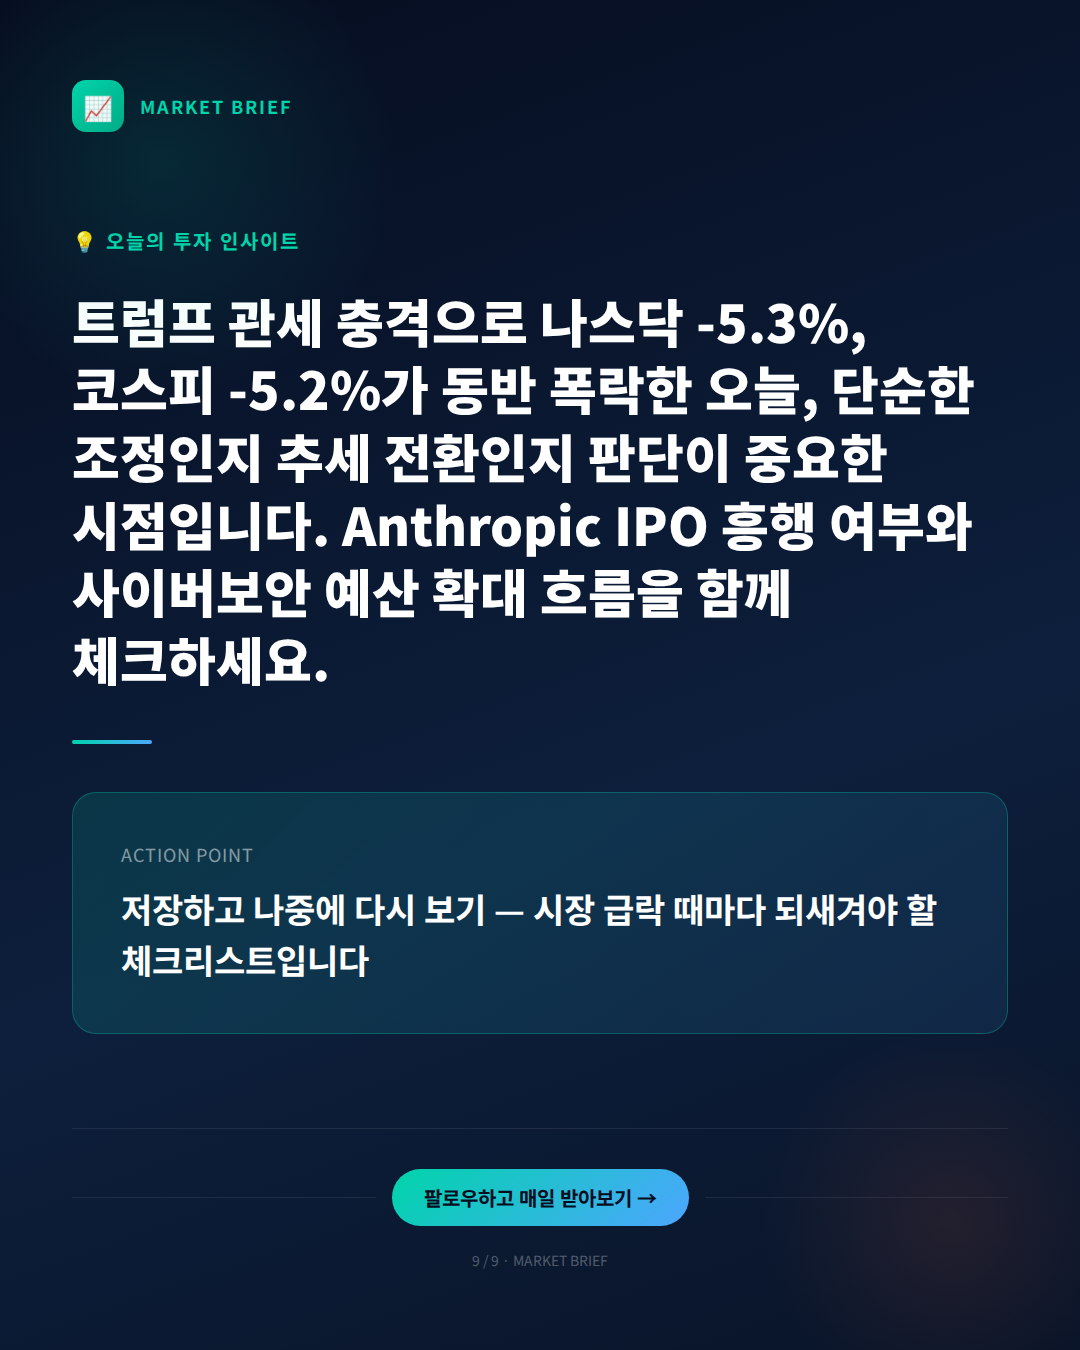 MARKET BRIEF
💡 오늘의 투자 인사이트
트럼프 관세 충격으로 나스닥 -5.3%,
코스피 -5.2%가 동반 폭락한 오늘, 단순한
조정인지 추세 전환인지 판단이 중요한
시점입니다. Anthropic IPO 흥행 여부와
사이버보안 예산 확대 흐름을 함께
체크하세요.
ACTION POINT
저장하고 나중에 다시 보기 — 시장 급락 때마다 되새겨야 할
체크리스트입니다
팔로우하고 매일 받아보기 →
9 / 9 · MARKET BRIEF